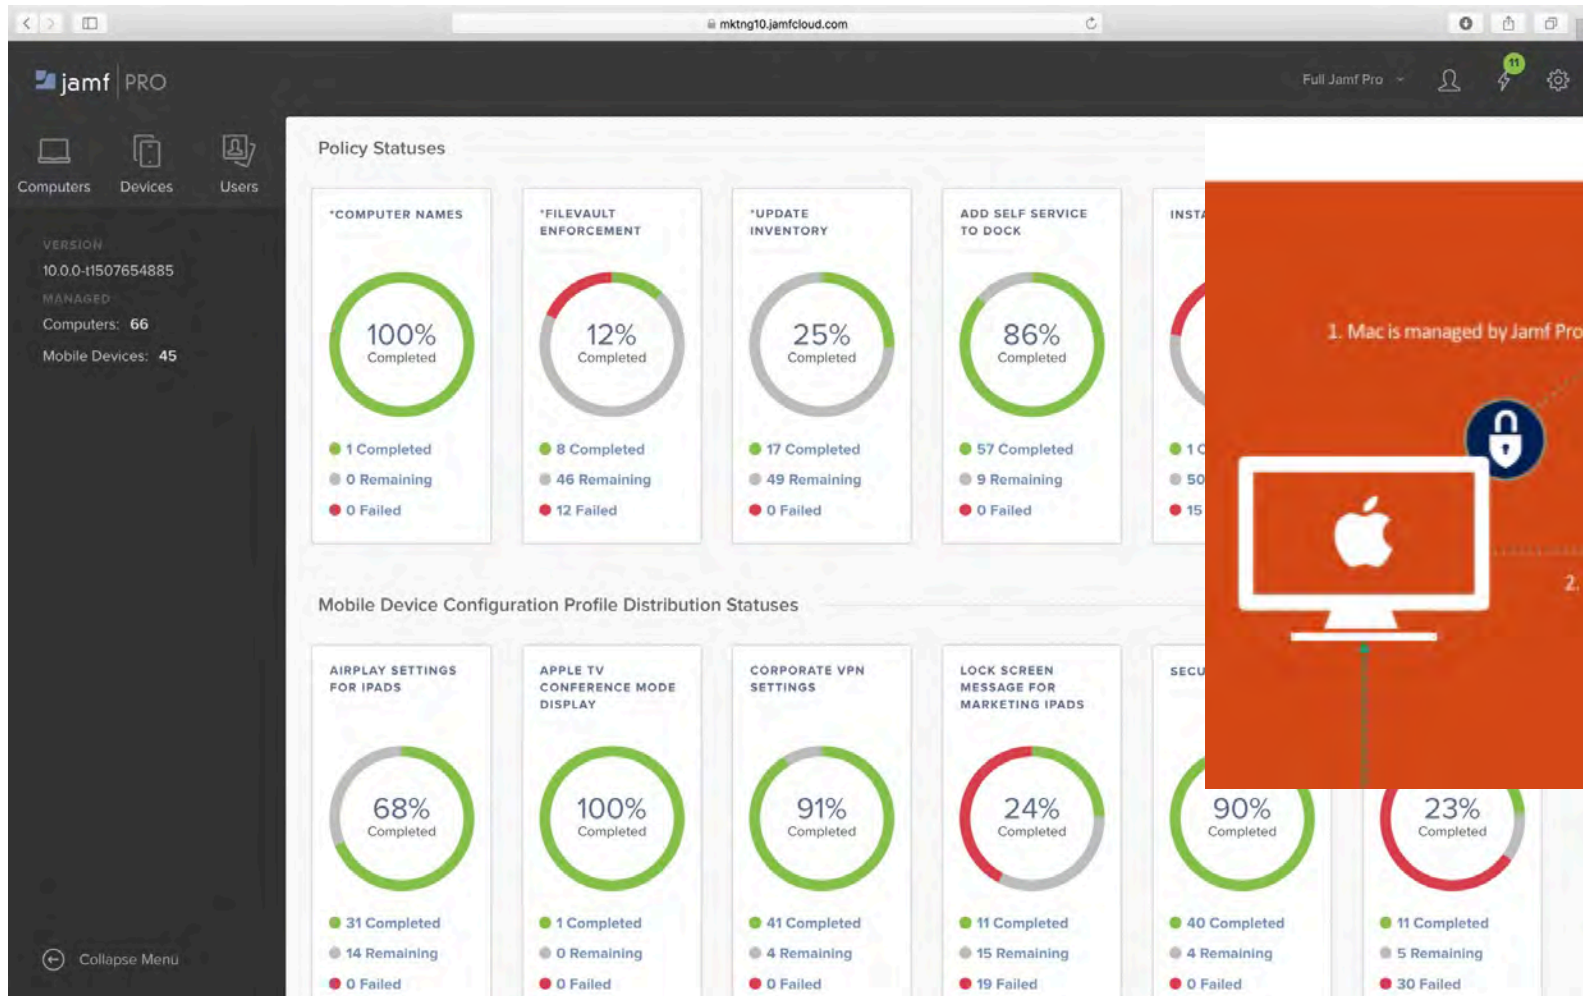 mktng10.jamfcloud.com
jamf PRO
Full Jamf Pro
11
Computers
Devices
Users
VERSION
10.0.0-t1507654885
MANAGED
Computers: 66
Mobile Devices: 45
Collapse Menu
Policy Statuses
*COMPUTER NAMES
100%
Completed
1 Completed
0 Remaining
0 Failed
*FILEVAULT
ENFORCEMENT
12%
Completed
8 Completed
46 Remaining
12 Failed
*UPDATE
INVENTORY
25%
Completed
17 Completed
49 Remaining
0 Failed
ADD SELF SERVICE
TO DOCK
86%
Completed
57 Completed
9 Remaining
0 Failed
INSTA
1 C
50
15
1. Mac is managed by Jamf Pro
2.
Mobile Device Configuration Profile Distribution Statuses
AIRPLAY SETTINGS
FOR IPADS
68%
Completed
31 Completed
14 Remaining
0 Failed
APPLE TV
CONFERENCE MODE
DISPLAY
100%
Completed
1 Completed
0 Remaining
0 Failed
CORPORATE VPN
SETTINGS
91%
Completed
41 Completed
4 Remaining
0 Failed
LOCK SCREEN
MESSAGE FOR
MARKETING IPADS
24%
Completed
11 Completed
15 Remaining
19 Failed
SECU
90%
Completed
40 Completed
4 Remaining
0 Failed
23%
Completed
11 Completed
5 Remaining
30 Failed